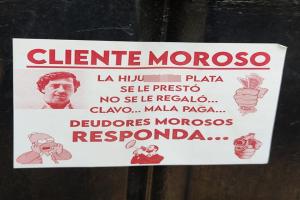 CLIENTE MOROSO
LA HIJU PLATA
SE LE PRESTÓ
NO SE LE REGALÓ...
CLAVO... MALA PAGA...
DEUDORES MOROSOS
RESPONDA...